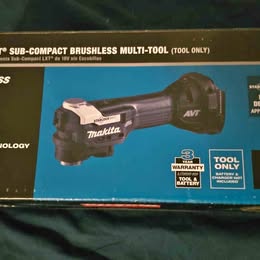 T® SUB-COMPACT BRUSHLESS MULTI-TOOL (TOOL ONLY)
Sub-Compact LXT® de 18V sin Escobillas
makita
AVT
NOLOGY
3
YEAR
WARRANTY
TOOL &
BATTERY
TOOL
ONLY
BATTERY &
CHARGER NOT
INCLUDED